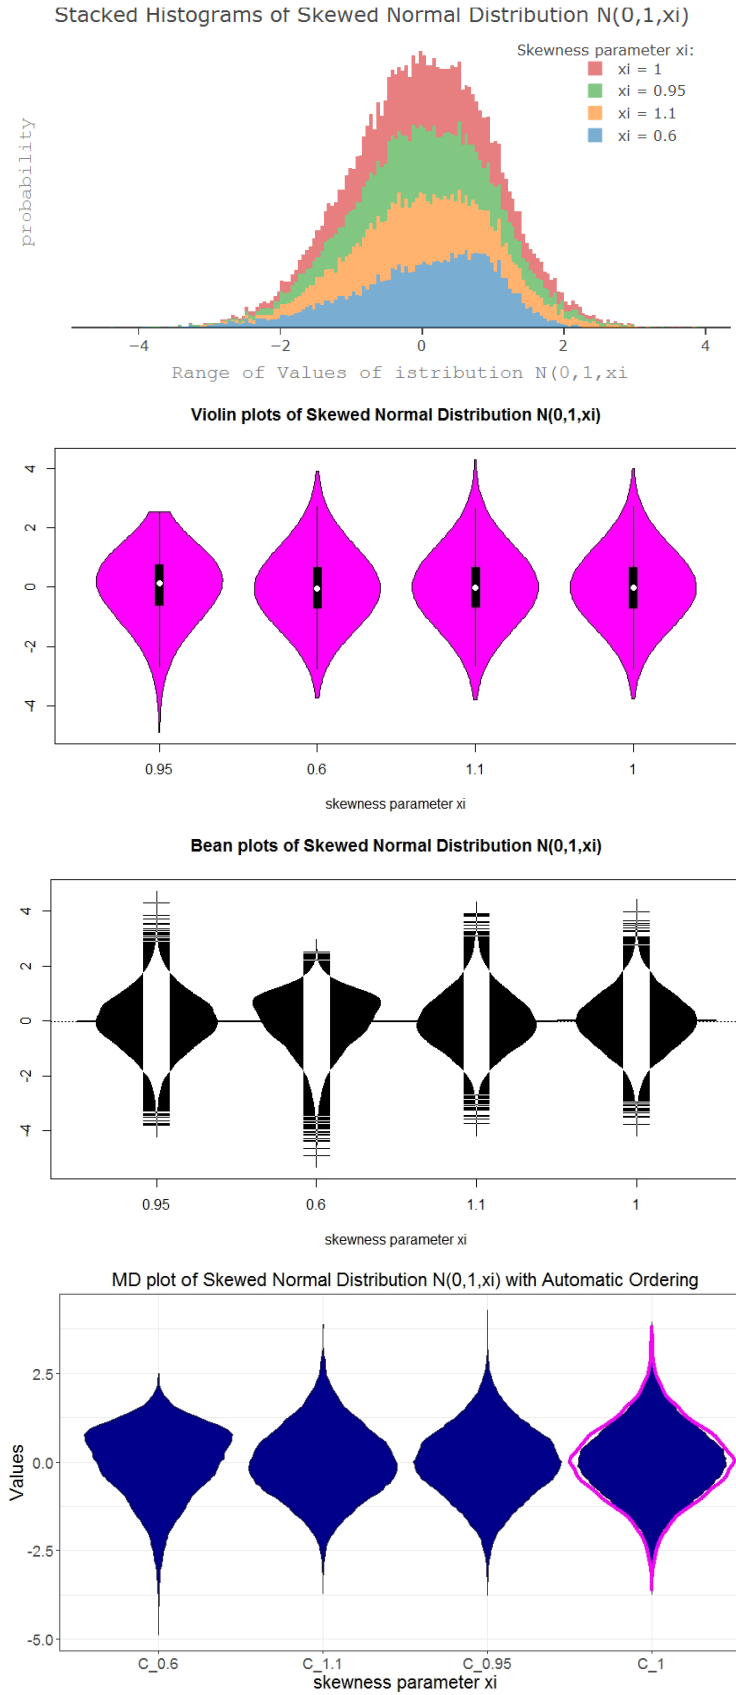 Stacked Histograms of Skewed Normal Distribution N(0,1,xi)
Skewness parameter xi:
xi = 1
xi = 0.95
xi = 1.1
xi = 0.6
probability
−4 −2 0 2 4
Range of Values of istribution N(0,1,xi
Violin plots of Skewed Normal Distribution N(0,1,xi)
4
2
0
-2
-4
0.95 0.6 1.1 1
skewness parameter xi
Bean plots of Skewed Normal Distribution N(0,1,xi)
4
2
0
-2
-4
0.95 0.6 1.1 1
skewness parameter xi
MD plot of Skewed Normal Distribution N(0,1,xi) with Automatic Ordering
Values
2.5
0.0
-2.5
-5.0
C_0.6 C_1.1 C_0.95 C_1
skewness parameter xi